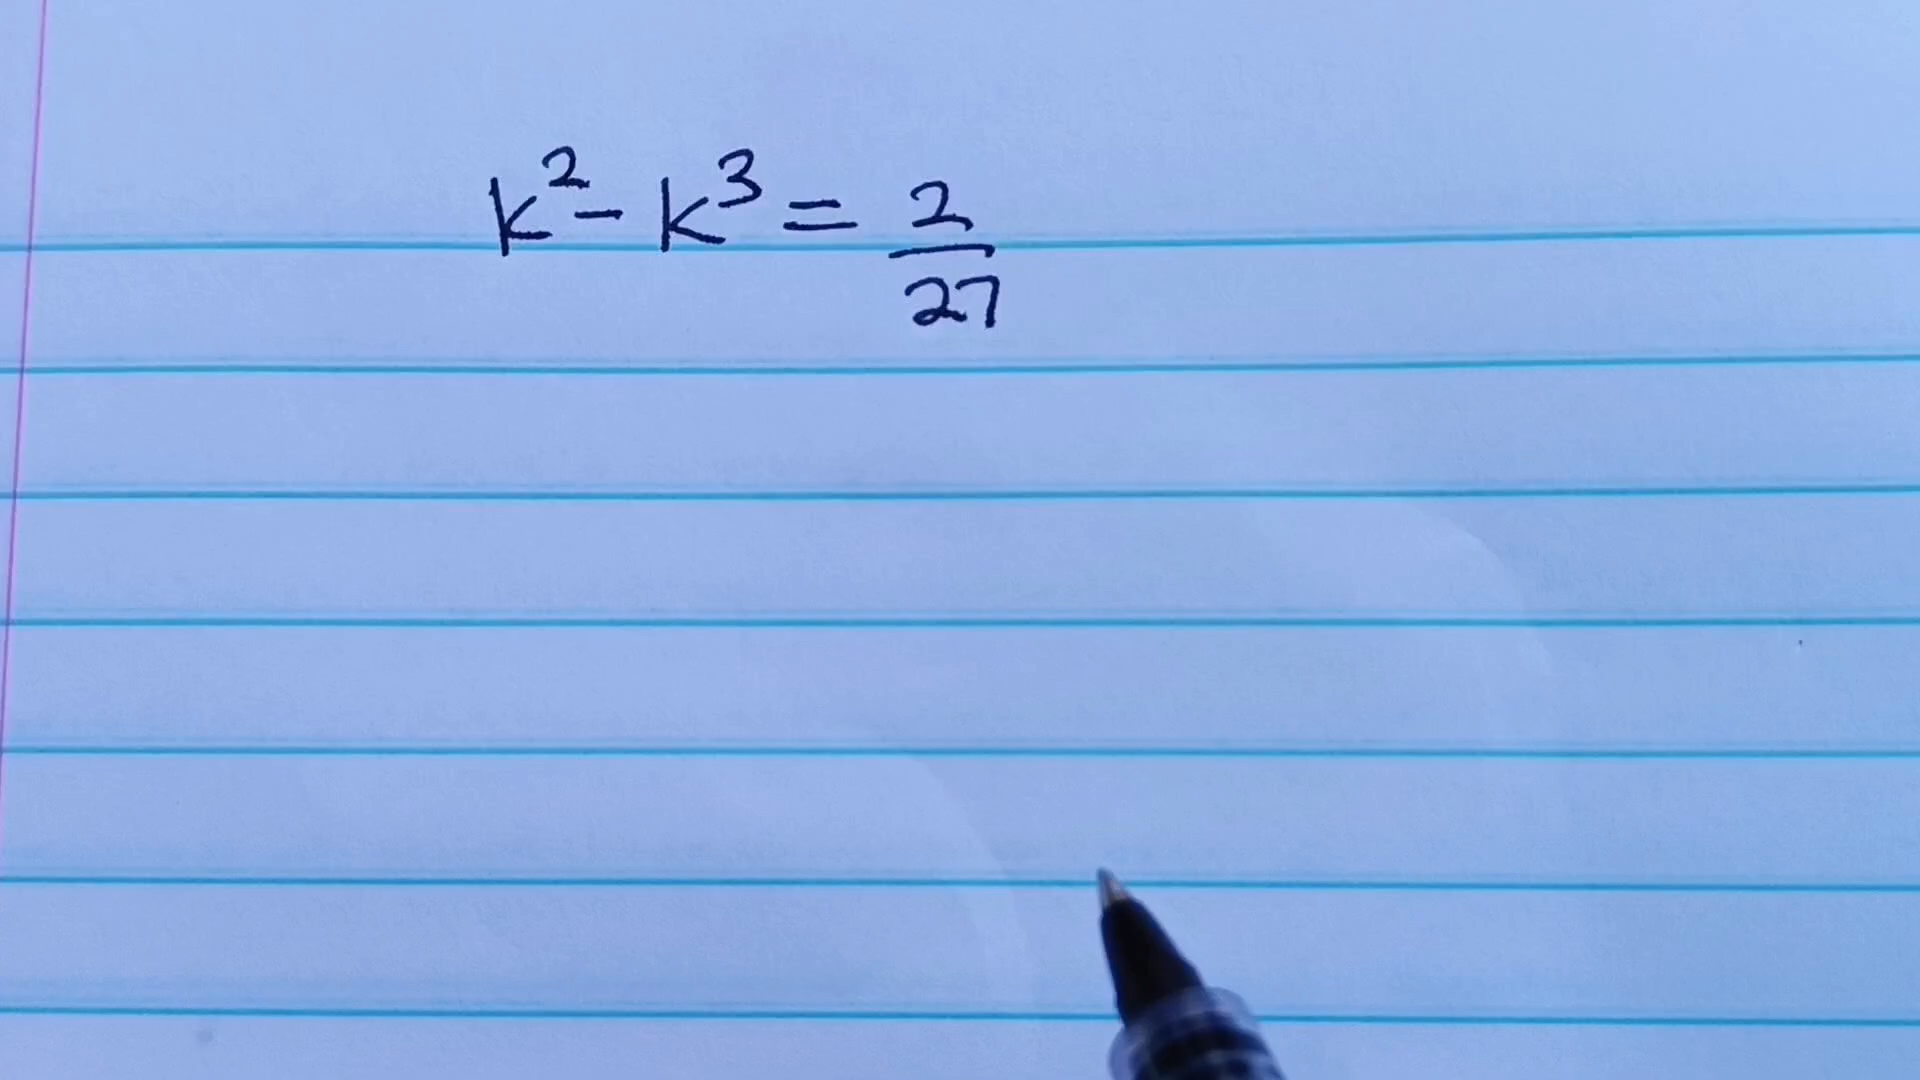 k² - k³ = 2/27